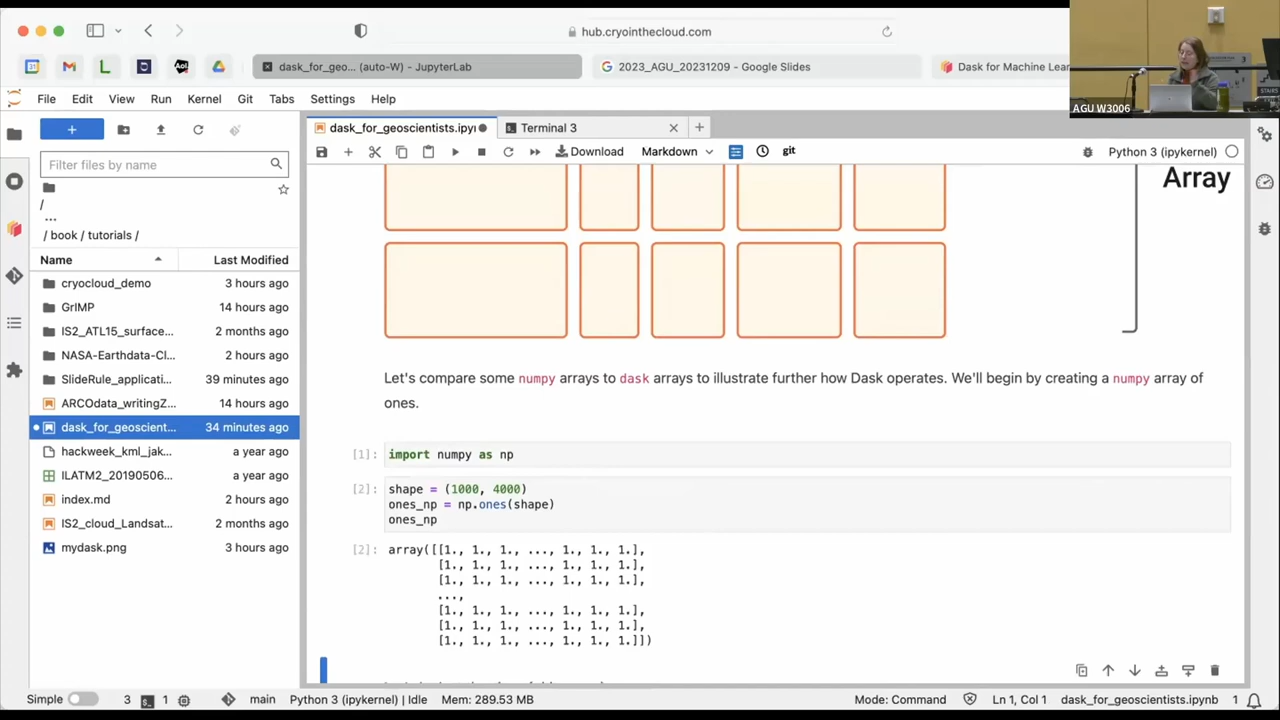 hub.cryointhecloud.com
dask_for_geo... (auto-W) - JupyterLab
2023_AGU_20231209 - Google Slides
Dask for Machine Lear
AGU W3006
File Edit View Run Kernel Git Tabs Settings Help
dask_for_geoscientists.ipyn
Terminal 3
Download
Markdown
git
Python 3 (ipykernel)
Filter files by name
/
...
/ book / tutorials /
Name Last Modified
cryocloud_demo 3 hours ago
GrIMP 14 hours ago
IS2_ATL15_surface... 2 months ago
NASA-Earthdata-Cl... 2 hours ago
SlideRule_applicati... 39 minutes ago
ARCOdata_writingZ... 14 hours ago
dask_for_geoscient... 34 minutes ago
hackweek_kml_jak... a year ago
ILATM2_20190506... a year ago
index.md 2 hours ago
IS2_cloud_Landsat... 2 months ago
mydask.png 3 hours ago
Array
Let's compare some numpy arrays to dask arrays to illustrate further how Dask operates. We'll begin by creating a numpy array of
ones.
[1]: import numpy as np
[2]: shape = (1000, 4000)
ones_np = np.ones(shape)
ones_np
[2]: array([[1., 1., 1., ..., 1., 1., 1.],
[1., 1., 1., ..., 1., 1., 1.],
[1., 1., 1., ..., 1., 1., 1.],
...,
[1., 1., 1., ..., 1., 1., 1.],
[1., 1., 1., ..., 1., 1., 1.],
[1., 1., 1., ..., 1., 1., 1.]])
Simple 3 1 main Python 3 (ipykernel) | Idle Mem: 289.53 MB Mode: Command Ln 1, Col 1 dask_for_geoscientists.ipynb 1